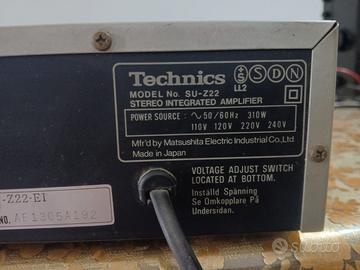 Technics
MODEL No. SU-Z22
STEREO INTEGRATED AMPLIFIER
LL2
S D N
POWER SOURCE : ~ 50/60Hz 310W
110V 120V 220V 240V
Mfr'd by Matsushita Electric Industrial Co., Ltd.
Made in Japan
VOLTAGE ADJUST SWITCH
LOCATED AT BOTTOM.
Inställd Spänning
Se Omkopplare På
Undersidan.
-Z22-EI
NO. AE1305A192
subito